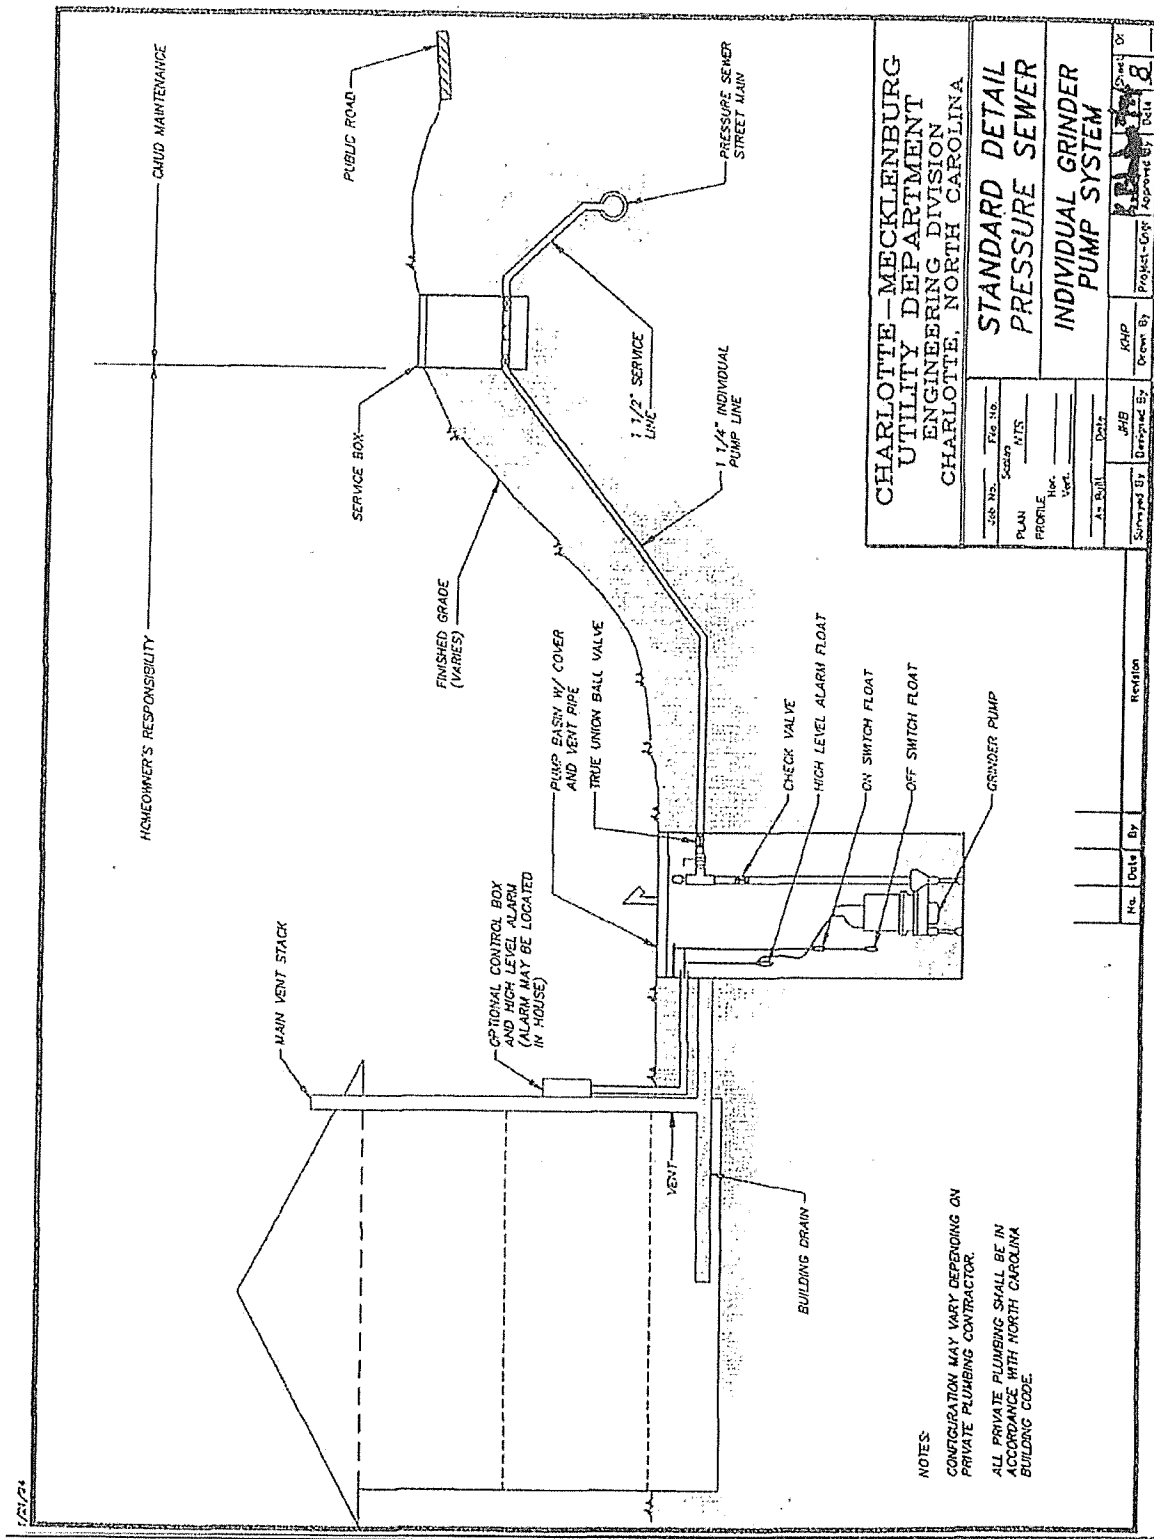 HOMEOWNER'S RESPONSIBILITY
CMUD MAINTENANCE
MAIN VENT STACK
PUBLIC ROAD
SERVICE BOX
FINISHED GRADE
(VARIES)
OPTIONAL CONTROL BOX
AND HIGH LEVEL ALARM
(ALARM MAY BE LOCATED
IN HOUSE)
PUMP BASIN W/ COVER
AND VENT PIPE
TRUE UNION BALL VALVE
1 1/2" SERVICE
LINE
PRESSURE SEWER
STREET MAIN
1 1/4" INDIVIDUAL
PUMP LINE
VENT
CHECK VALVE
HIGH LEVEL ALARM FLOAT
ON SWITCH FLOAT
OFF SWITCH FLOAT
GRINDER PUMP
BUILDING DRAIN
NOTES:
CONFIGURATION MAY VARY DEPENDING ON
PRIVATE PLUMBING CONTRACTOR.
ALL PRIVATE PLUMBING SHALL BE IN
ACCORDANCE WITH NORTH CAROLINA
BUILDING CODE.
CHARLOTTE-MECKLENBURG
UTILITY DEPARTMENT
ENGINEERING DIVISION
CHARLOTTE, NORTH CAROLINA
Job No. File No.
Scales
PLAN NTS
PROFILE Hor.
Vert.
As Built Date
STANDARD DETAIL
PRESSURE SEWER
INDIVIDUAL GRINDER
PUMP SYSTEM
No. Date By Revision
JHB KHP
Surveyed By Designed By Drawn By Project-Engr Approved By Date
Sheet Of
8